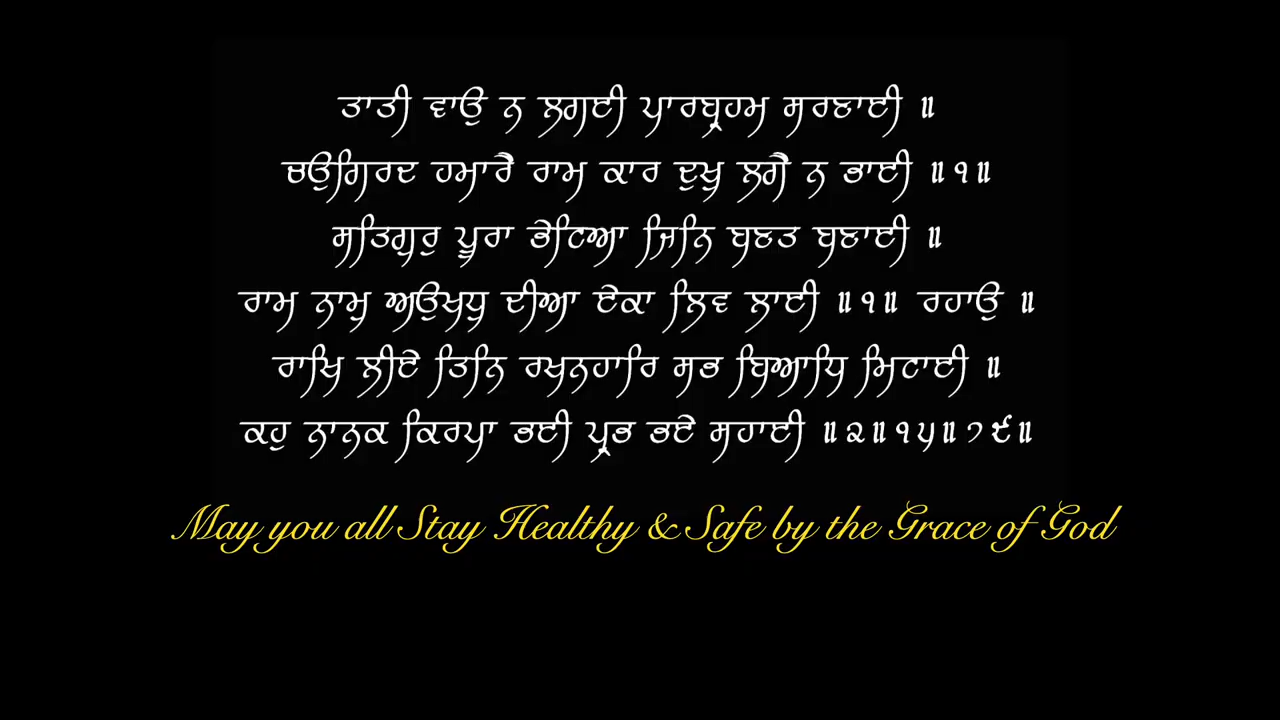 ਤਾਤੀ ਵਾਉ ਨ ਲਗਈ ਪਾਰਬ੍ਰਹਮ ਸਰਣਾਈ ॥
ਚਉਗਿਰਦ ਹਮਾਰੈ ਰਾਮ ਕਾਰ ਦੁਖੁ ਲਗੈ ਨ ਭਾਈ ॥੧॥
ਸਤਿਗੁਰੁ ਪੂਰਾ ਭੇਟਿਆ ਜਿਨਿ ਬਣਤ ਬਣਾਈ ॥
ਰਾਮ ਨਾਮੁ ਅਉਖਧੁ ਦੀਆ ਏਕਾ ਲਿਵ ਲਾਈ ॥੧॥ ਰਹਾਉ ॥
ਰਾਖਿ ਲੀਏ ਤਿਨਿ ਰਖਨਹਾਰਿ ਸਭ ਬਿਆਧਿ ਮਿਟਾਈ ॥
ਕਹੁ ਨਾਨਕ ਕਿਰਪਾ ਭਈ ਪ੍ਰਭ ਭਏ ਸਹਾਈ ॥੨॥੧੫॥੭੯॥
May you all Stay Healthy & Safe by the Grace of God